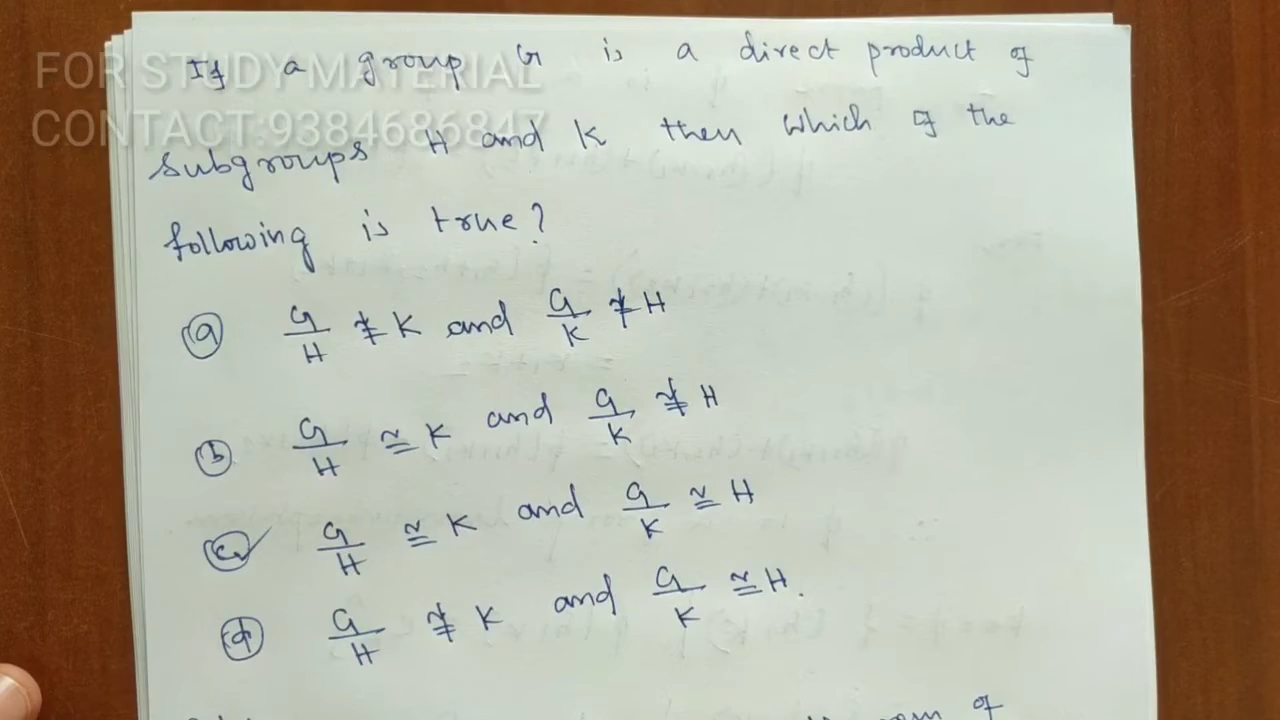 FOR STUDY MATERIAL
CONTACT:9384686847
If a group G is a direct product of
subgroups H and K then which of the
following is true?
(a) G/H ≇ K and G/K ≇ H
(b) G/H ≅ K and G/K ≇ H
(c) G/H ≅ K and G/K ≅ H
(d) G/H ≇ K and G/K ≅ H.
of